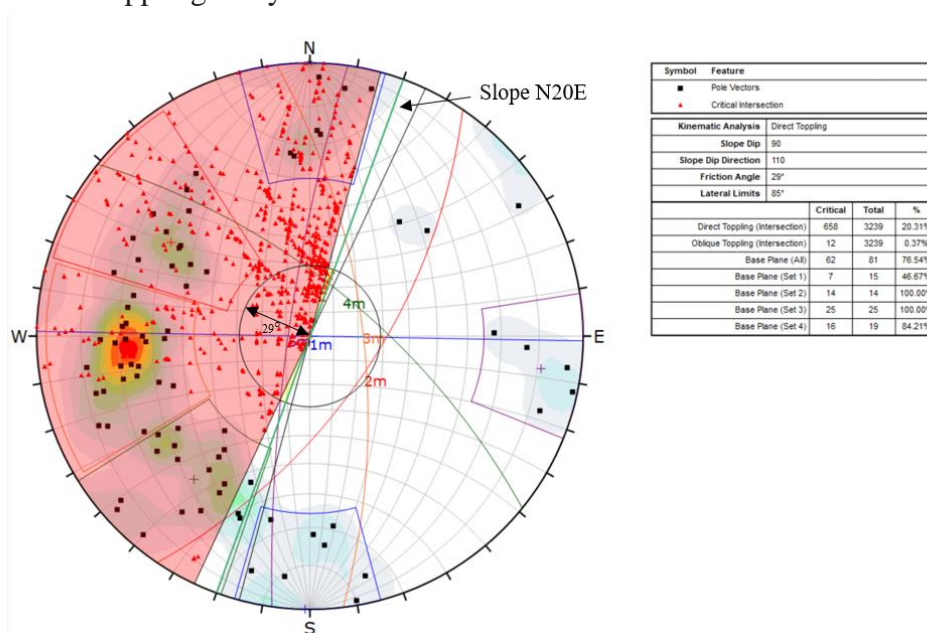 N
Slope N20E
W
29°
4m
1m
3m
2m
E
S
Symbol Feature
Pole Vectors
Critical Intersection
Kinematic Analysis Direct Toppling
Slope Dip 90
Slope Dip Direction 110
Friction Angle 29°
Lateral Limits 85°
Critical Total %
Direct Toppling (Intersection) 658 3239 20.31%
Oblique Toppling (Intersection) 12 3239 0.37%
Base Plane (All) 62 81 76.54%
Base Plane (Set 1) 7 15 46.67%
Base Plane (Set 2) 14 14 100.00%
Base Plane (Set 3) 25 25 100.00%
Base Plane (Set 4) 16 19 84.21%